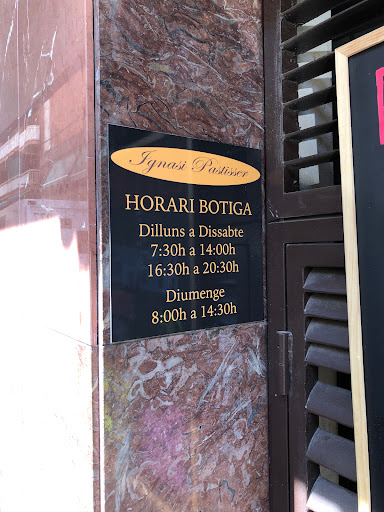 Ignasi Pastisser
HORARI BOTIGA
Dilluns a Dissabte
7:30h a 14:00h
16:30h a 20:30h
Diumenge
8:00h a 14:30h